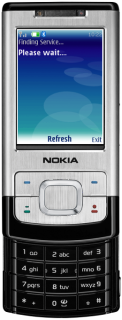 Finding Service...
Please wait...
Refresh Exit
NOKIA
1 2 abc 3 def
4 ghi 5 jkl 6 mno
7 pqrs 8 tuv 9 wxyz
* + 0 #